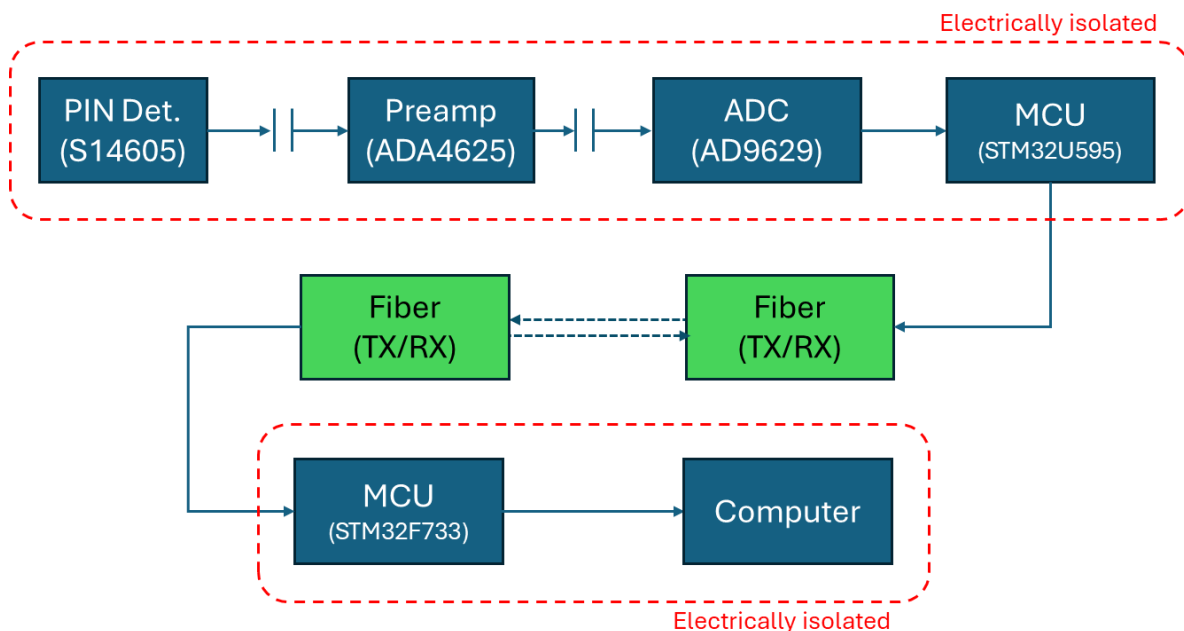 Electrically isolated
PIN Det.
(S14605)
Preamp
(ADA4625)
ADC
(AD9629)
MCU
(STM32U595)
Fiber
(TX/RX)
Fiber
(TX/RX)
MCU
(STM32F733)
Computer
Electrically isolated